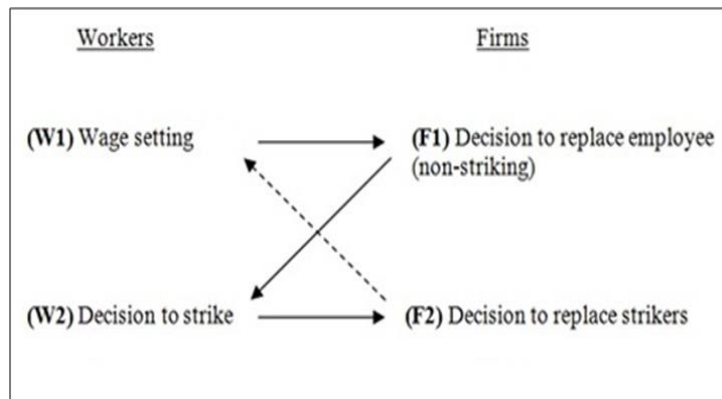 Workers
Firms
(W1) Wage setting
(F1) Decision to replace employee
(non-striking)
(W2) Decision to strike
(F2) Decision to replace strikers